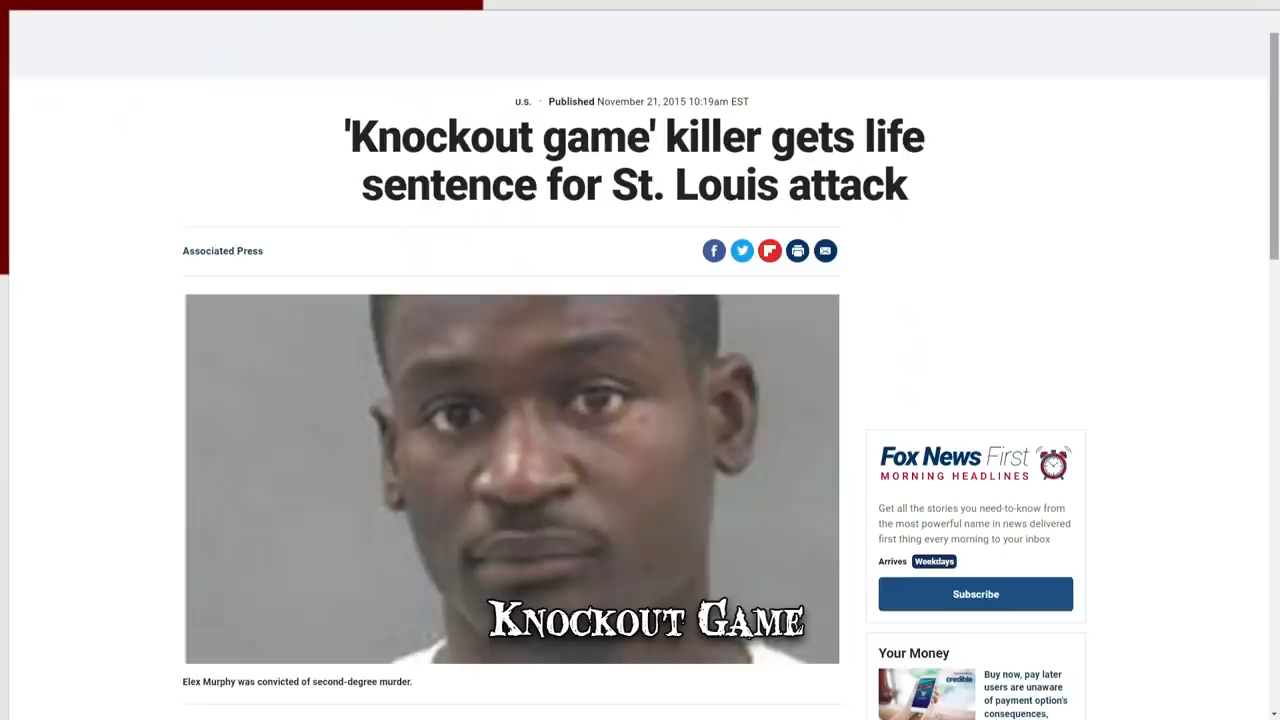 U.S. · Published November 21, 2015 10:19am EST
'Knockout game' killer gets life
sentence for St. Louis attack
Associated Press
KNOCKOUT GAME
Elex Murphy was convicted of second-degree murder.
Fox News First
MORNING HEADLINES
Get all the stories you need-to-know from
the most powerful name in news delivered
first thing every morning to your inbox
Arrives Weekdays
Subscribe
Your Money
credible
Buy now, pay later
users are unaware
of payment option's
consequences,